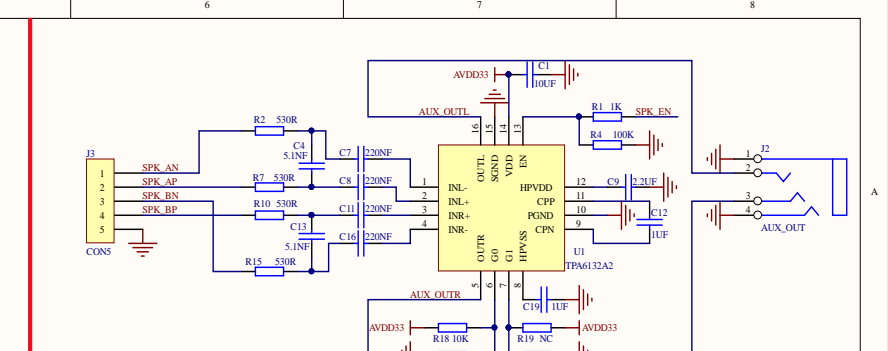 6 7 8
A
AVDD33 C1
10UF
AUX_OUTL R1 1K SPK_EN
R2 530R
R4 100K
16 15 14 13
OUTL SGND VDD EN
J3 C4 5.1NF C7 220NF
J2
1 SPK_AN
2 SPK_AP R7 530R C8 220NF
3 SPK_BN
4 SPK_BP R10 530R C11 220NF
5
CON5
C13 5.1NF C16 220NF
R15 530R
1 INL- HPVDD 12 C9 2.2UF
2 INL+ CPP 11
3 INR+ PGND 10 C12
4 INR- CPN 9 1UF
OUTR G0 G1 HPVSS
5 6 7 8
U1
TPA6132A2
1
2
3
4
AUX_OUT
AUX_OUTR C19 1UF
AVDD33 R18 10K R19 NC AVDD33